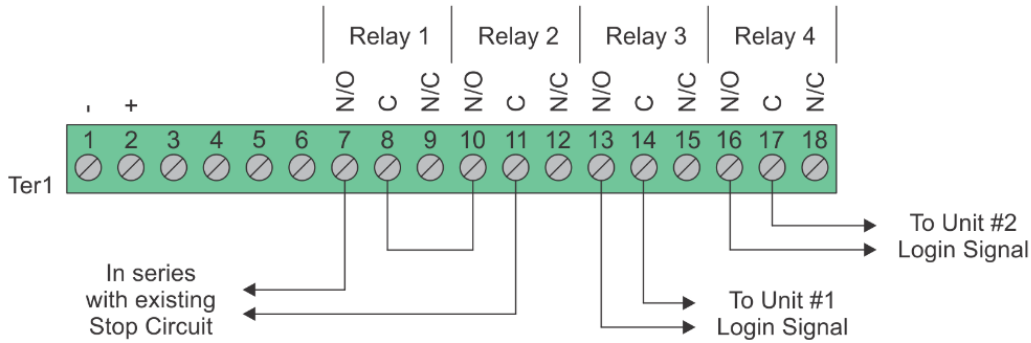 Relay 1 Relay 2 Relay 3 Relay 4
- + N/O C N/C N/O C N/C N/O C N/C N/O C N/C
1 2 3 4 5 6 7 8 9 10 11 12 13 14 15 16 17 18
Ter1
To Unit #2
Login Signal
In series
with existing
Stop Circuit
To Unit #1
Login Signal